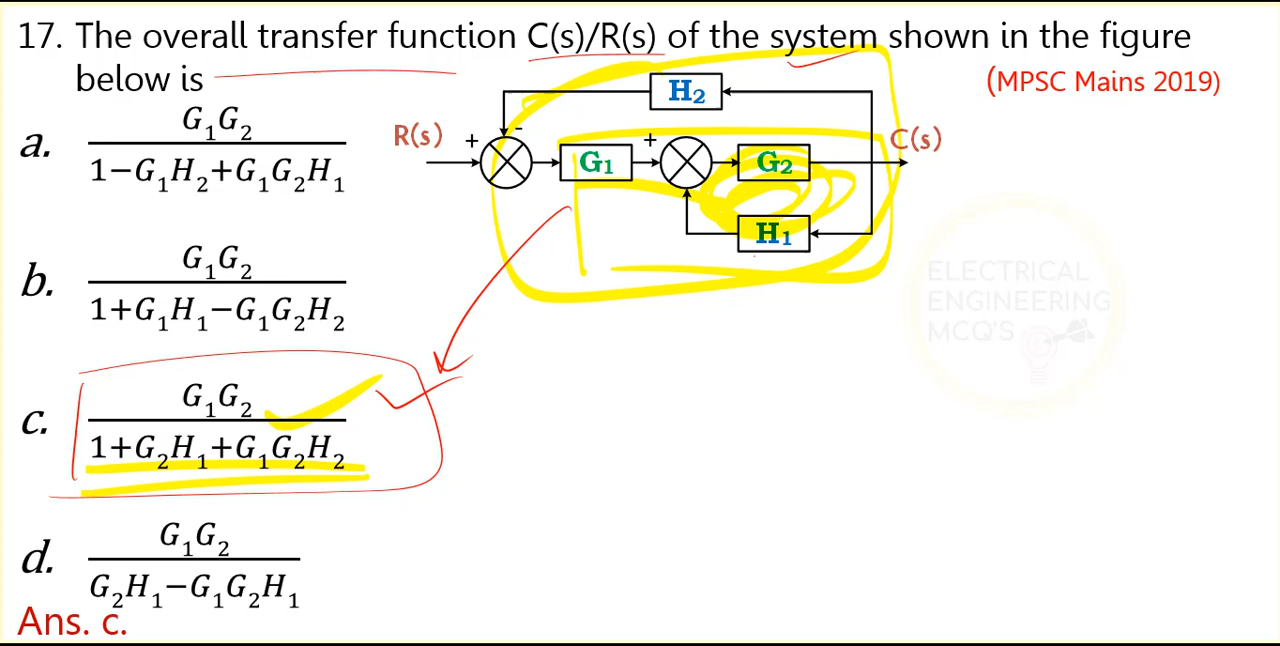 17. The overall transfer function C(s)/R(s) of the system shown in the figure
below is
(MPSC Mains 2019)
a. G₁G₂
1−G₁H₂+G₁G₂H₁
b. G₁G₂
1+G₁H₁−G₁G₂H₂
c. G₁G₂
1+G₂H₁+G₁G₂H₂
d. G₁G₂
G₂H₁−G₁G₂H₁
Ans. c.
H₂
R(s) + - G₁ + G₂ C(s)
H₁
ELECTRICAL
ENGINEERING
MCQ'S